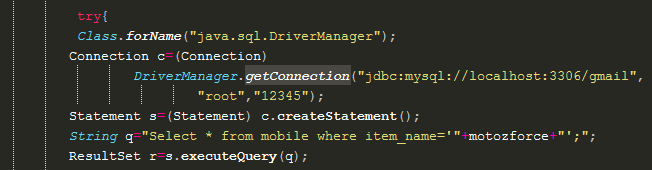 try{
Class.forName("java.sql.DriverManager");
Connection c=(Connection)
DriverManager.getConnection("jdbc:mysql://localhost:3306/gmail",
"root","12345");
Statement s=(Statement) c.createStatement();
String q="Select * from mobile where item_name='"+motozforce+"';";
ResultSet r=s.executeQuery(q);